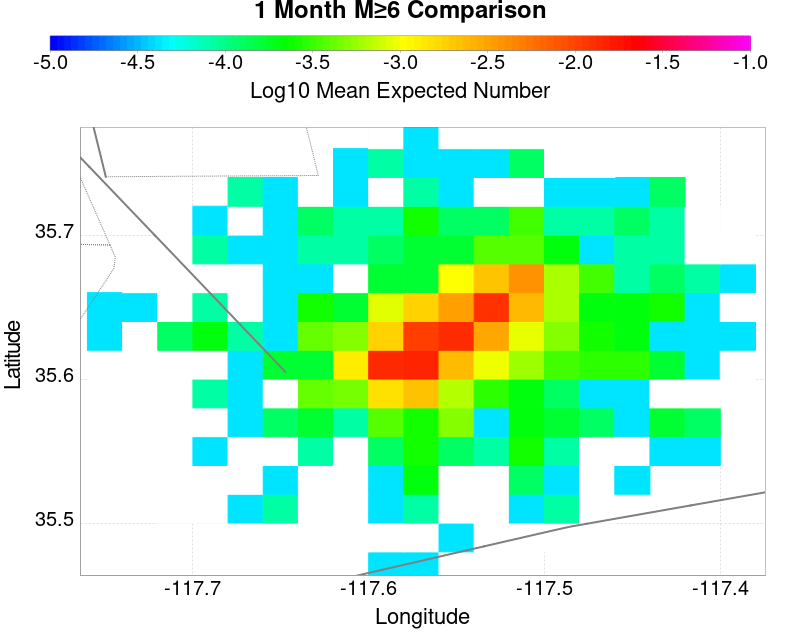 1 Month M≥6 Comparison
-5.0 -4.5 -4.0 -3.5 -3.0 -2.5 -2.0 -1.5 -1.0
Log10 Mean Expected Number
35.7
35.6
35.5
Latitude
-117.7 -117.6 -117.5 -117.4
Longitude